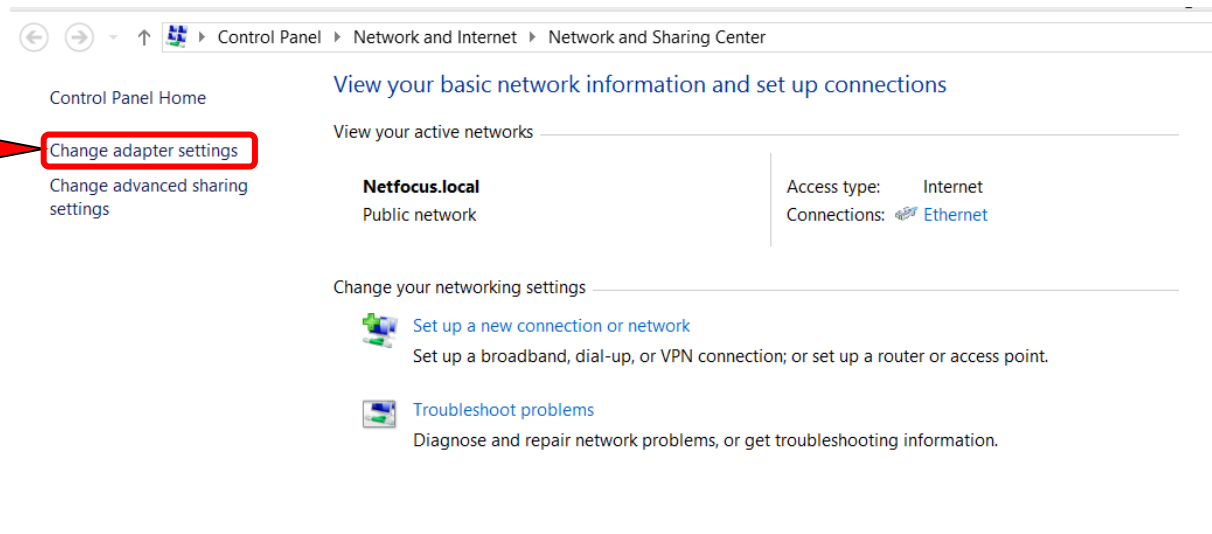 Control Panel ▸ Network and Internet ▸ Network and Sharing Center
Control Panel Home
Change adapter settings
Change advanced sharing
settings
View your basic network information and set up connections
View your active networks
Netfocus.local
Public network
Access type: Internet
Connections: Ethernet
Change your networking settings
Set up a new connection or network
Set up a broadband, dial-up, or VPN connection; or set up a router or access point.
Troubleshoot problems
Diagnose and repair network problems, or get troubleshooting information.